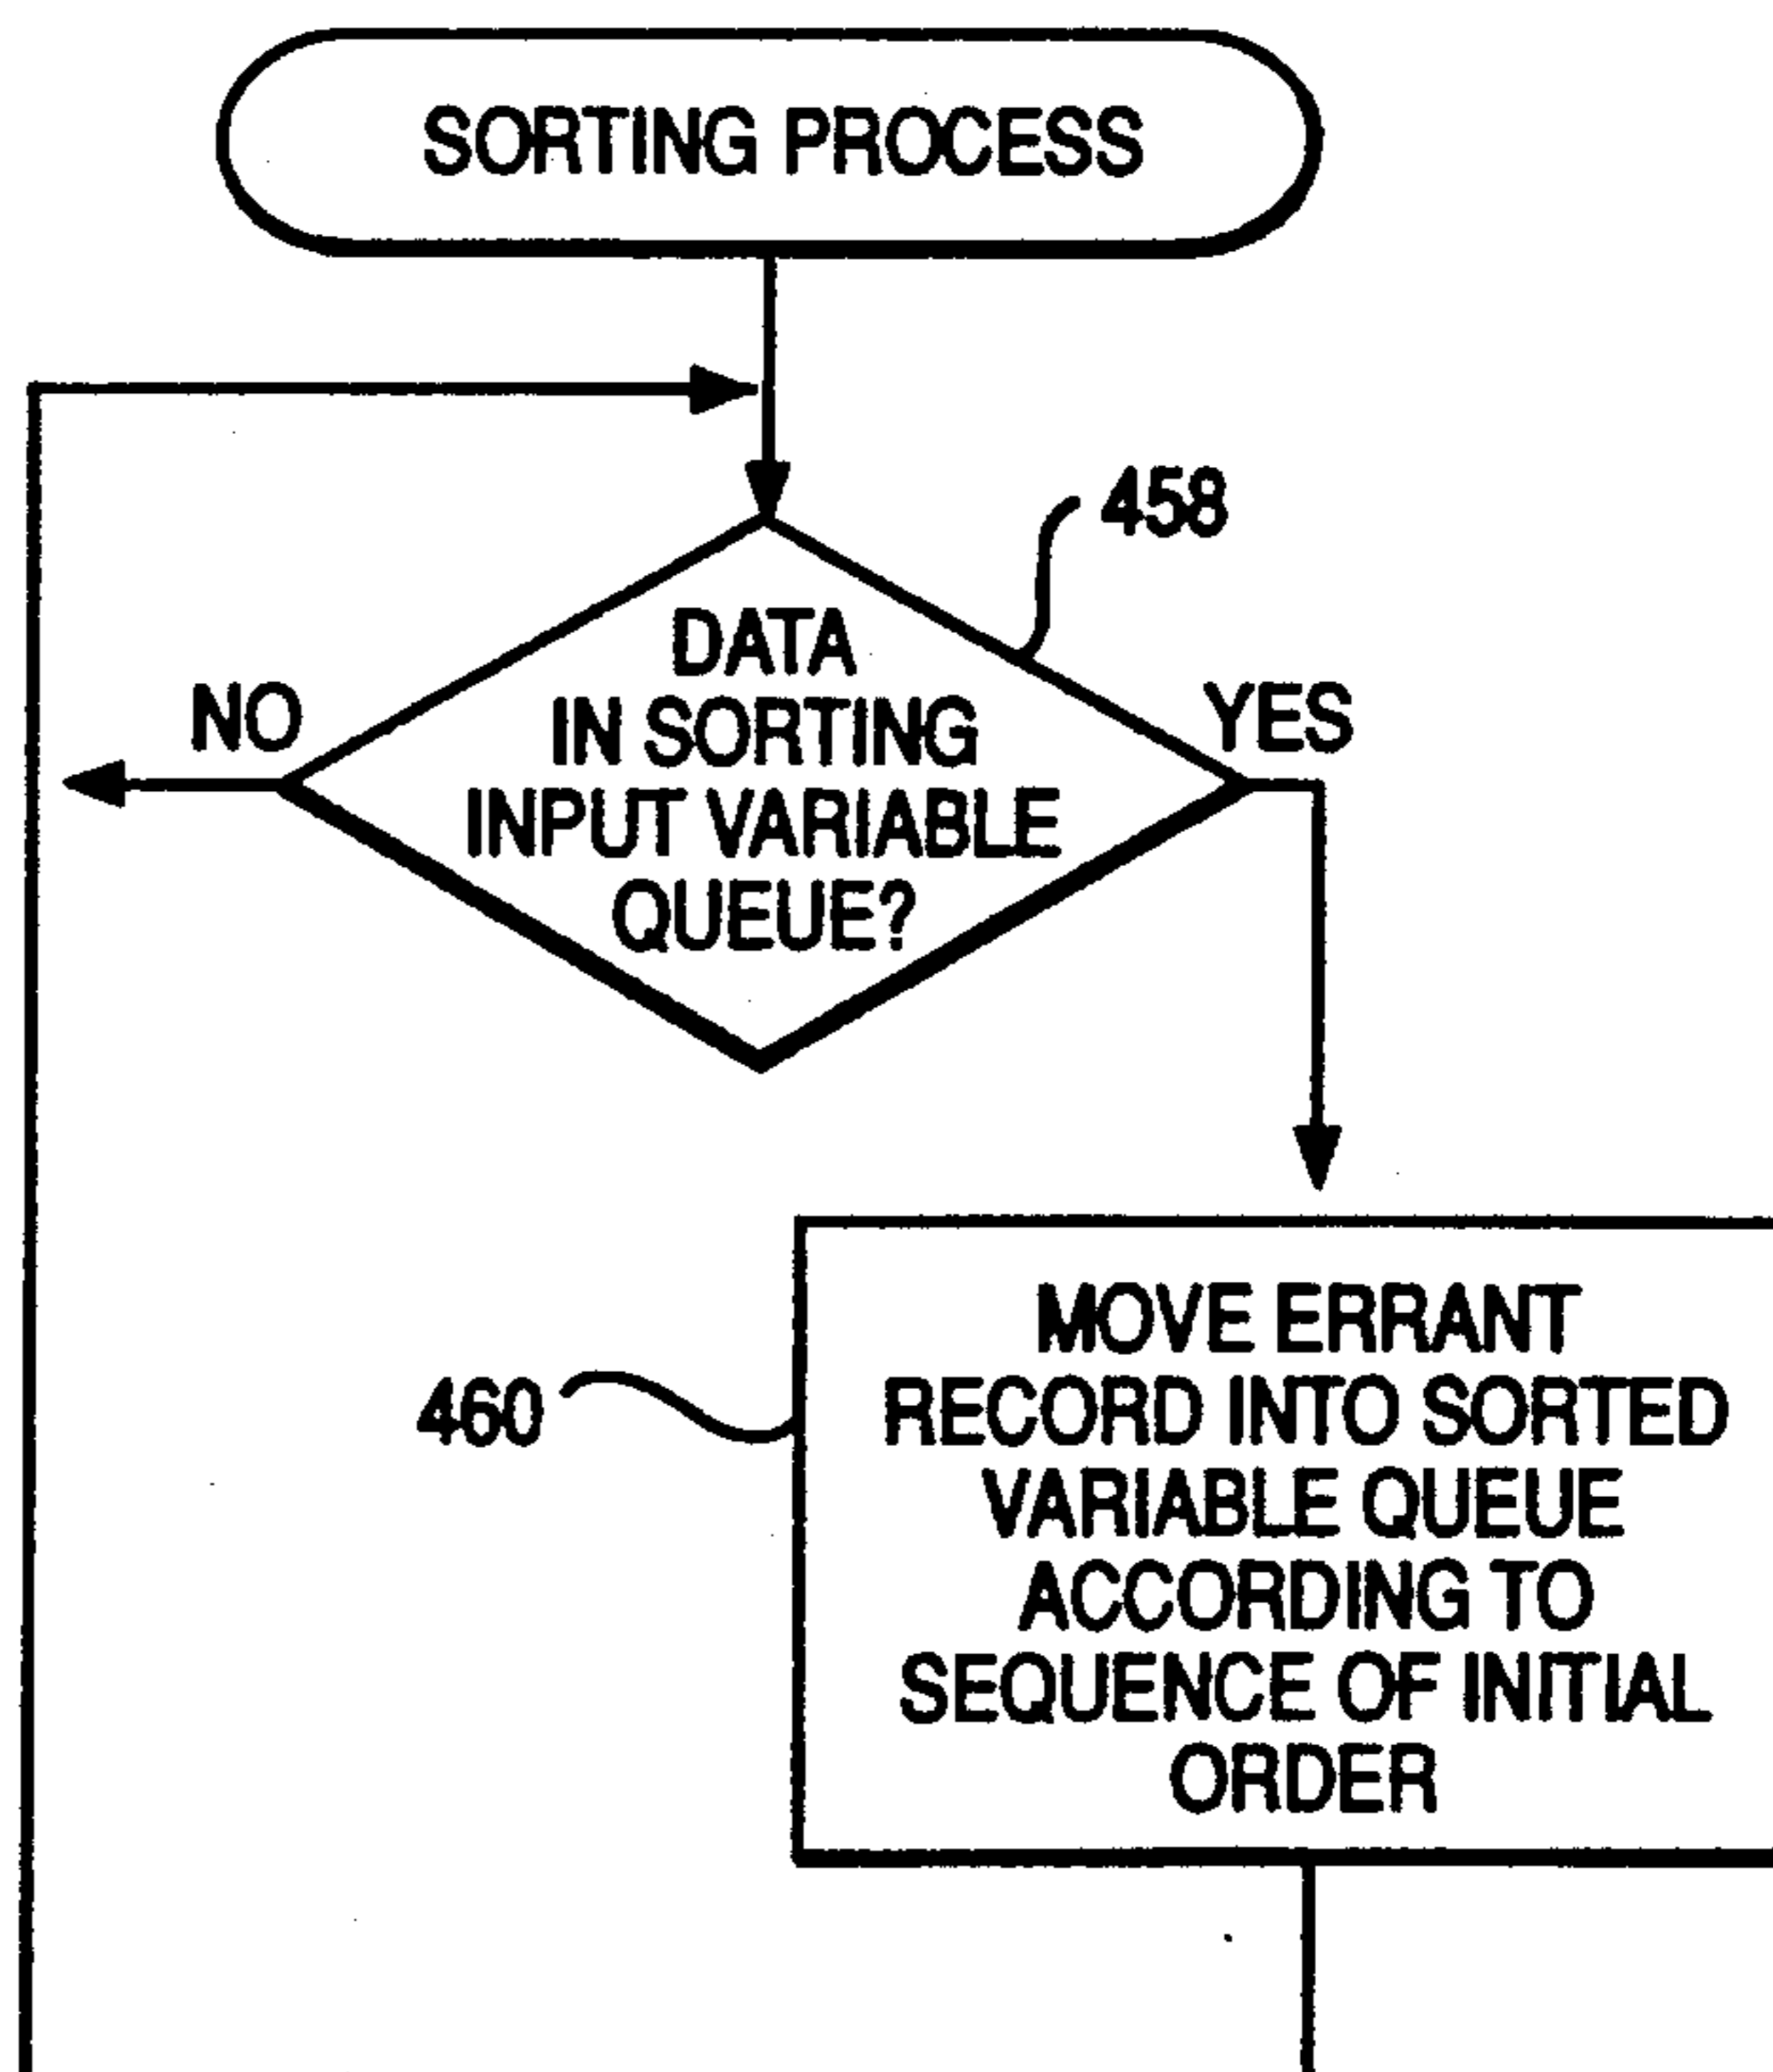 SORTING PROCESS
458
DATA
IN SORTING
INPUT VARIABLE
QUEUE?
NO
YES
MOVE ERRANT
RECORD INTO SORTED
VARIABLE QUEUE
ACCORDING TO
SEQUENCE OF INITIAL
ORDER
460